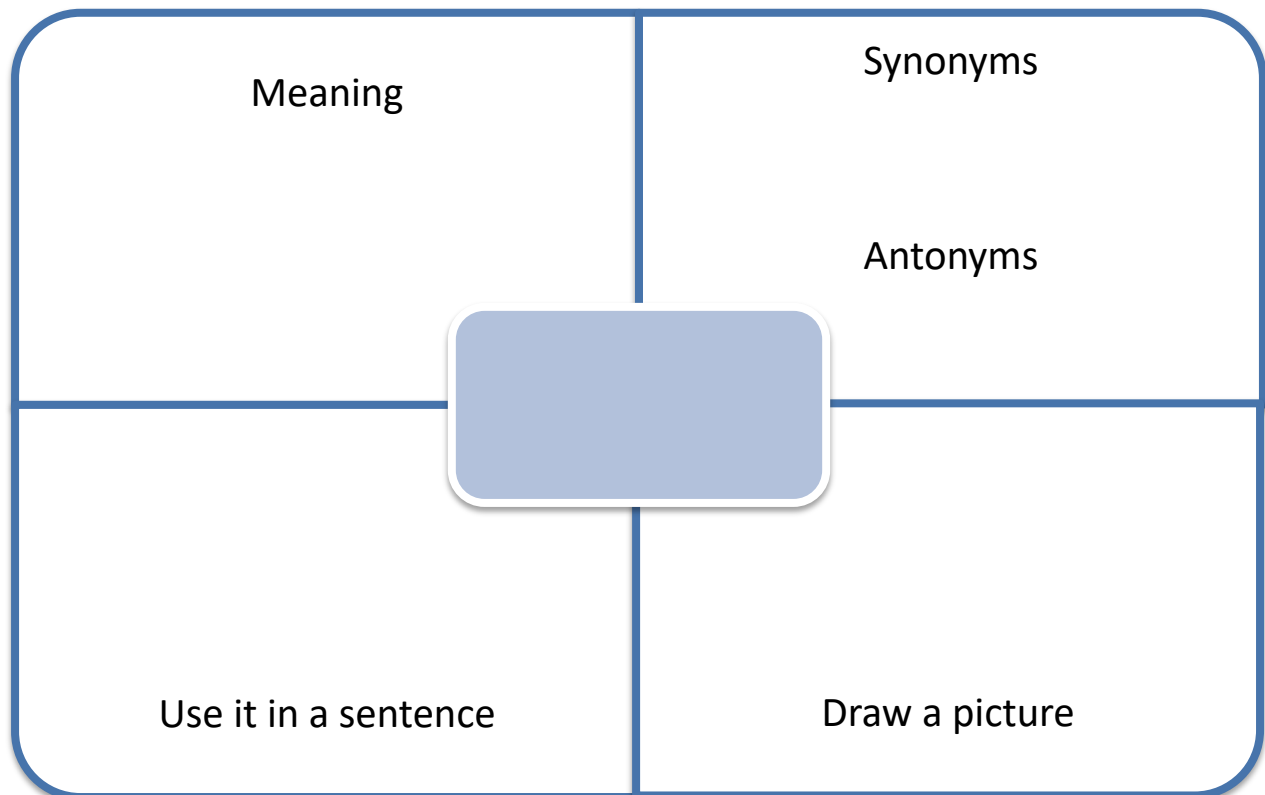 Meaning
Synonyms
Antonyms
Use it in a sentence
Draw a picture